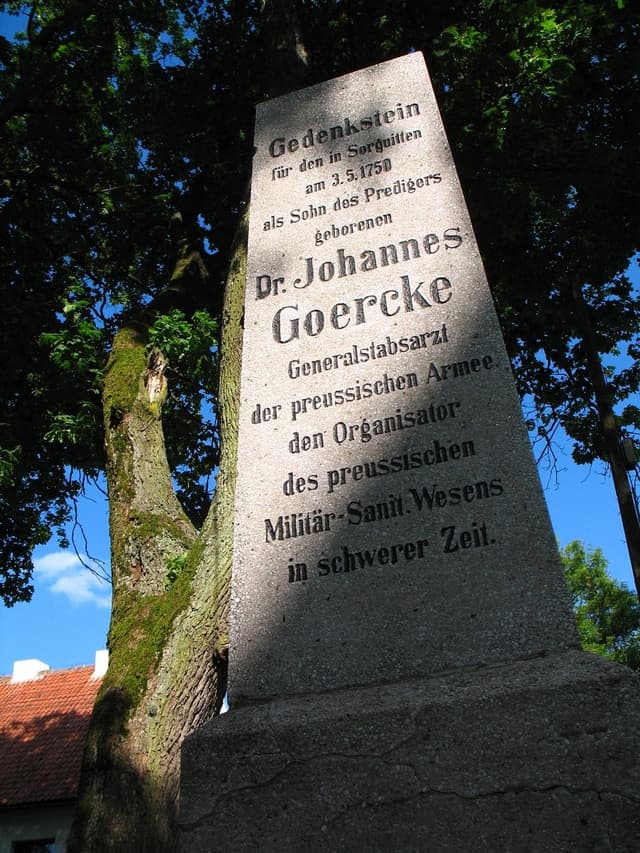 Gedenkstein
für den in Sorquitten
am 3.5.1750
als Sohn des Predigers
geborenen
Dr. Johannes
Goercke
Generalstabsarzt
der preussischen Armee
den Organisator
des preussischen
Militär-Sanit. Wesens
in schwerer Zeit.